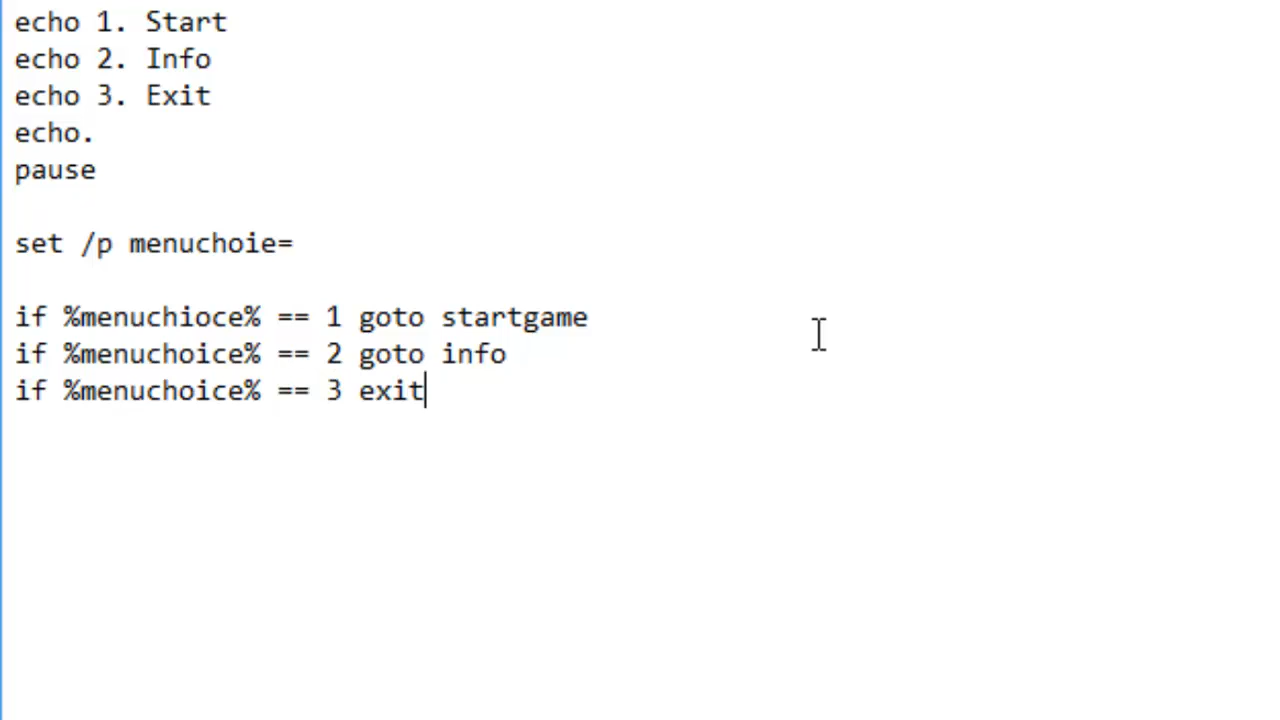 echo 1. Start
echo 2. Info
echo 3. Exit
echo.
pause
set /p menuchoie=
if %menuchioce% == 1 goto startgame
if %menuchoice% == 2 goto info
if %menuchoice% == 3 exit